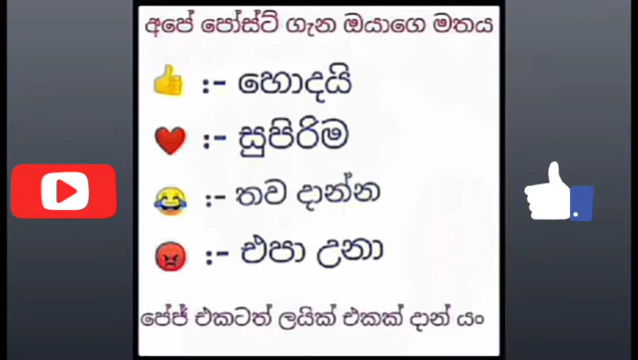 අපේ පෝස්ට් ගැන ඔයාගෙ මතය
👍 :- හොදයි
❤️ :- සුපිරිම
😂 :- තව දාන්න
😡 :- එපා උනා
පේජ් එකටත් ලයික් එකක් දාන් යං